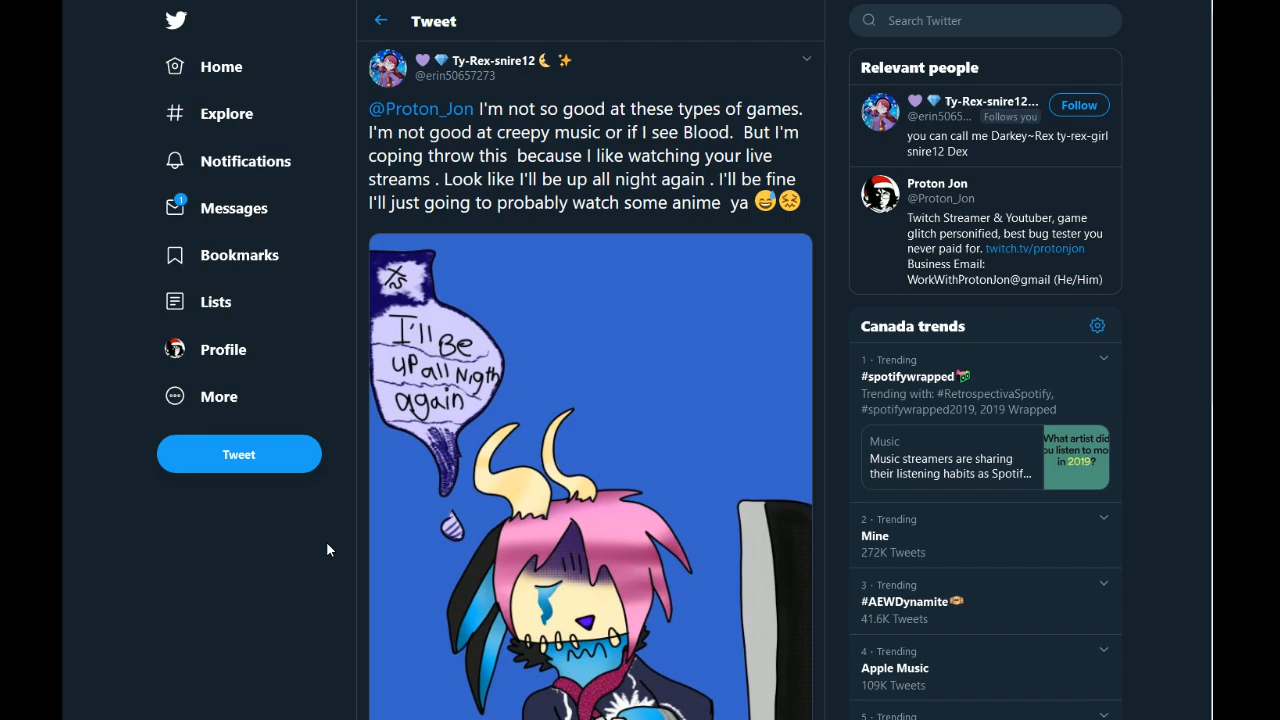 Home
Explore
Notifications
1
Messages
Bookmarks
Lists
Profile
More
Tweet
Tweet
Ty-Rex-snire12
@erin50657273
@Proton_Jon I'm not so good at these types of games.
I'm not good at creepy music or if I see Blood. But I'm
coping throw this because I like watching your live
streams . Look like I'll be up all night again . I'll be fine
I'll just going to probably watch some anime ya
I'll Be
up all Nigth
again
Search Twitter
Relevant people
Ty-Rex-snire12...
Follow
@erin5065... Follows you
you can call me Darkey~Rex ty-rex-girl
snire12 Dex
Proton Jon
@Proton_Jon
Twitch Streamer & Youtuber, game
glitch personified, best bug tester you
never paid for. twitch.tv/protonjon
Business Email:
WorkWithProtonJon@gmail (He/Him)
Canada trends
1 · Trending
#spotifywrapped
Trending with: #RetrospectivaSpotify,
#spotifywrapped2019, 2019 Wrapped
Music
Music streamers are sharing
their listening habits as Spotif...
What artist did
ou listen to mo
in 2019?
2 · Trending
Mine
272K Tweets
3 · Trending
#AEWDynamite
41.6K Tweets
4 · Trending
Apple Music
109K Tweets
5 · Trending